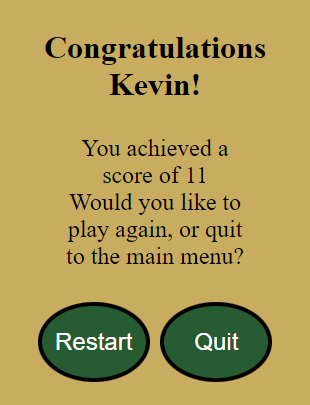 Congratulations
Kevin!
You achieved a
score of 11
Would you like to
play again, or quit
to the main menu?
Restart Quit